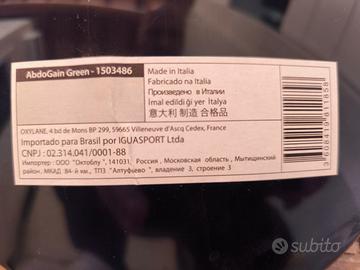 AbdoGain Green - 1503486
Made in Italia
Fabricado na Italia
Произведено в Италии
İmal edildiği yer İtalya
意大利 制造 合格品
OXYLANE, 4 bd de Mons BP 299, 59665 Villeneuve d'Ascq Cedex, France
Importado para Brasil por IGUASPORT Ltda
CNPJ : 02.314.041/0001-88
Импортер : ООО "Октоблу", 141031, Россия, Московская область, Мытищинский
район, МКАД 84-й км., ТПЗ "Алтуфьево", владение 3, строение 3
3608419811858
subito